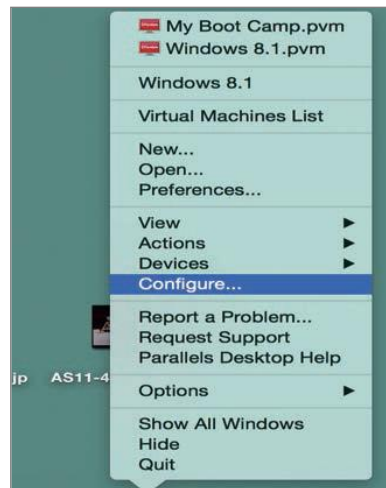 My Boot Camp.pvm
Windows 8.1.pvm
Windows 8.1
Virtual Machines List
New...
Open...
Preferences...
View
Actions
Devices
Configure...
Report a Problem...
Request Support
Parallels Desktop Help
jp AS11-4
Options
Show All Windows
Hide
Quit